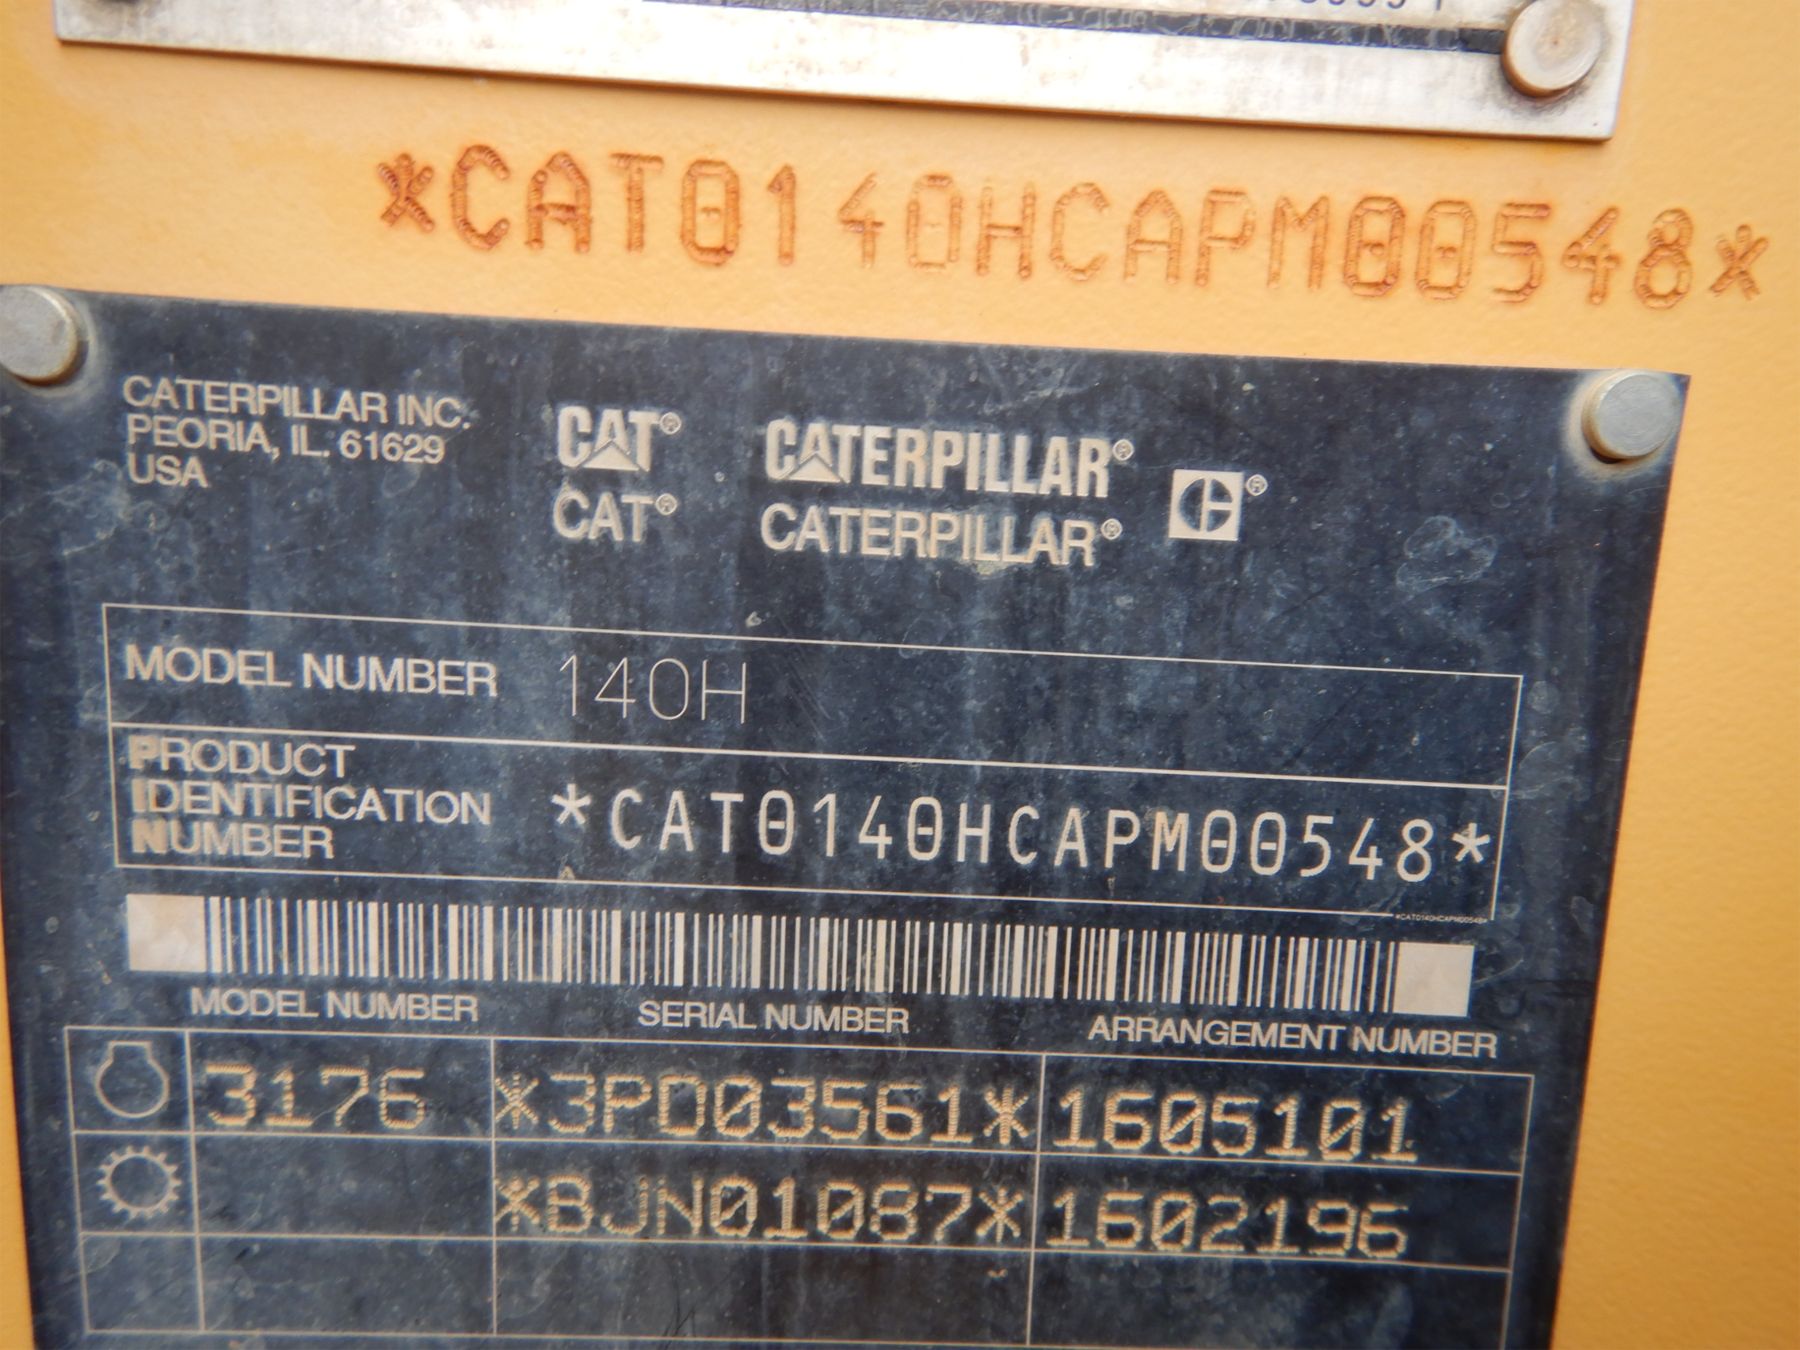 *CAT0140HCAPM00548*
CATERPILLAR INC.
PEORIA, IL. 61629
USA
CAT® CATERPILLAR® ®
CAT® CATERPILLAR®
MODEL NUMBER 140H
PRODUCT
IDENTIFICATION
NUMBER
*CAT0140HCAPM00548*
*CAT0140HCAPM00548*
MODEL NUMBER SERIAL NUMBER ARRANGEMENT NUMBER
3176 *3PD03561* 1605101
*BJN01087* 1602196